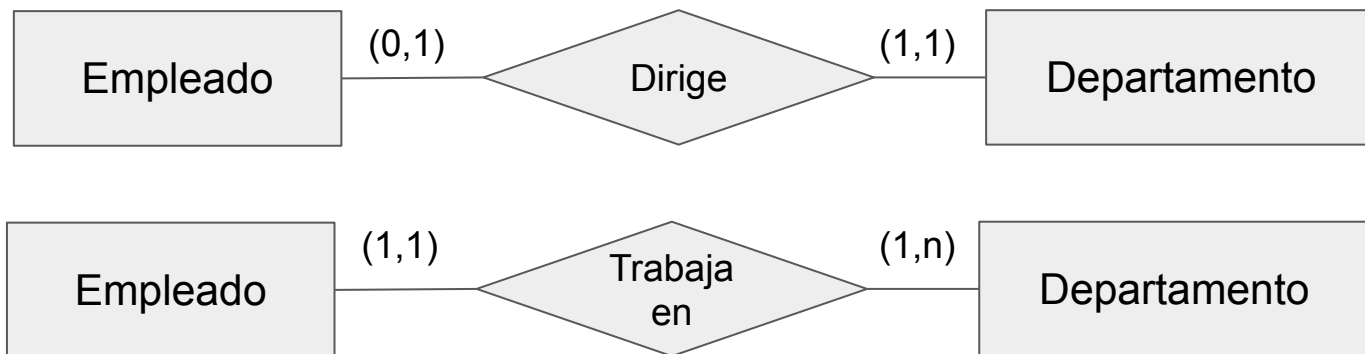 (0,1)
(1,1)
Empleado
Dirige
Departamento
(1,1)
(1,n)
Empleado
Trabaja
en
Departamento